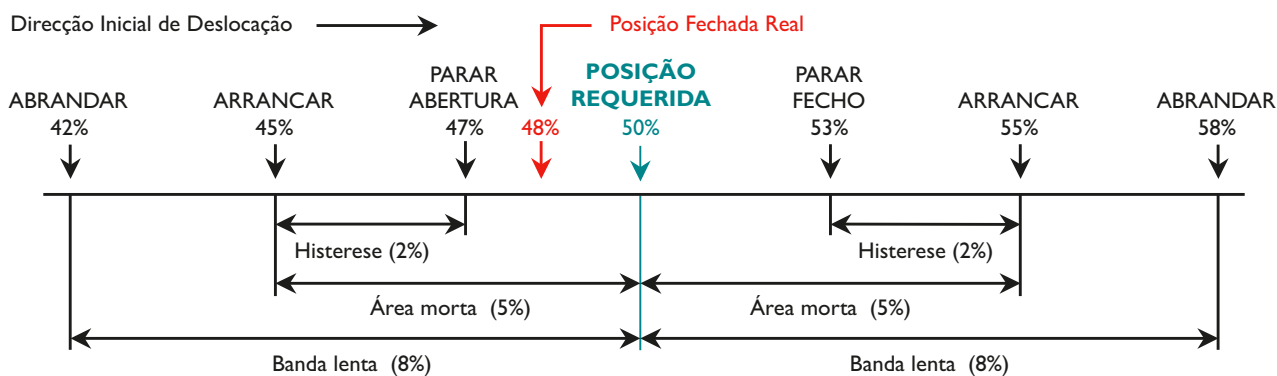 Direcção Inicial de Deslocação
Posição Fechada Real
ABRANDAR
42%
ARRANCAR
45%
PARAR
ABERTURA
47%
48%
POSIÇÃO
REQUERIDA
50%
PARAR
FECHO
53%
ARRANCAR
55%
ABRANDAR
58%
Histerese (2%)
Histerese (2%)
Área morta (5%)
Área morta (5%)
Banda lenta (8%)
Banda lenta (8%)